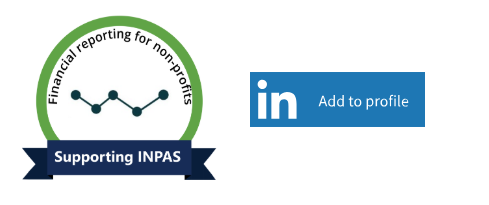 Financial reporting for non-profits
Supporting INPAS
in
Add to profile